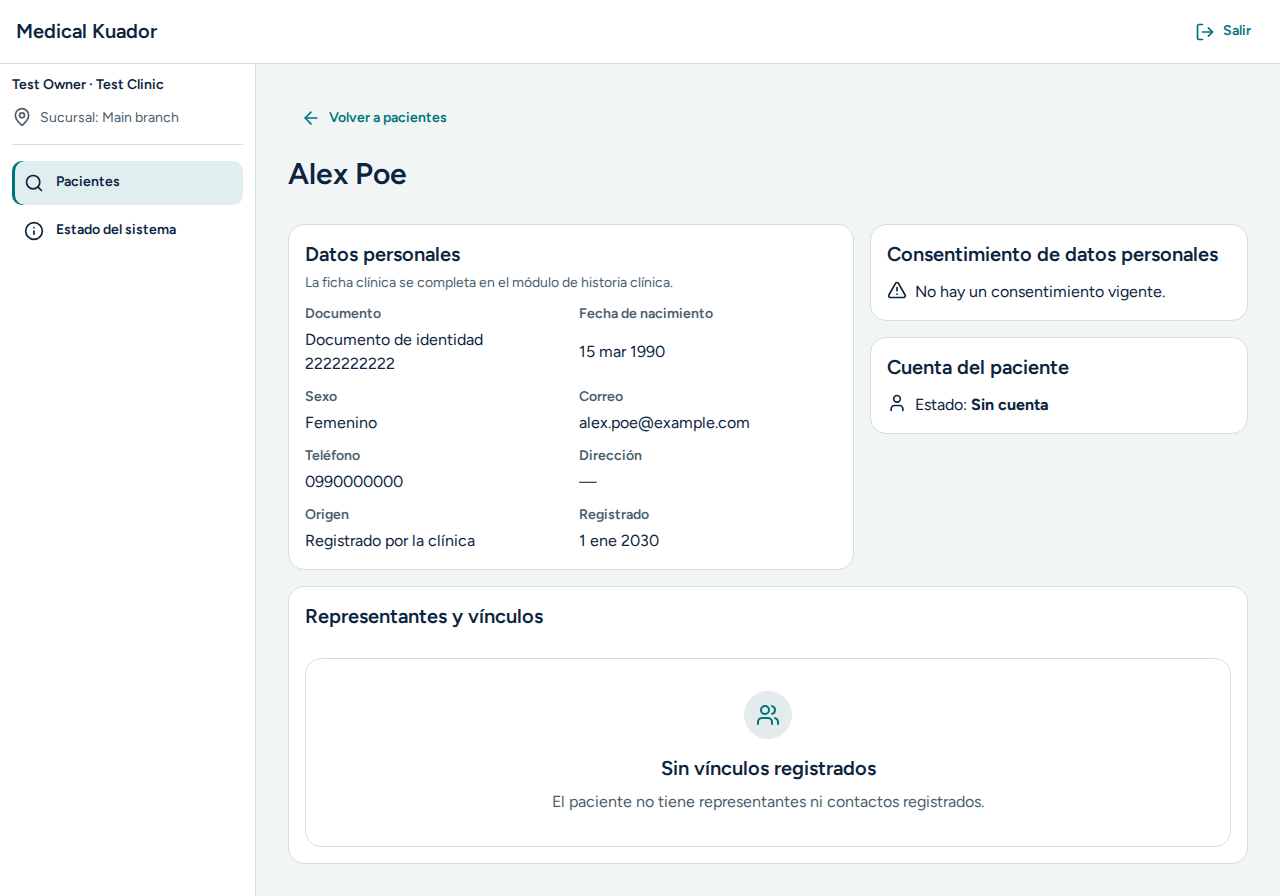 Medical Kuador
Salir
Test Owner · Test Clinic
Sucursal: Main branch
Pacientes
Estado del sistema
Volver a pacientes
Alex Poe
Datos personales
La ficha clínica se completa en el módulo de historia clínica.
Documento
Documento de identidad
2222222222
Fecha de nacimiento
15 mar 1990
Sexo
Femenino
Correo
alex.poe@example.com
Teléfono
0990000000
Dirección
—
Origen
Registrado por la clínica
Registrado
1 ene 2030
Consentimiento de datos personales
No hay un consentimiento vigente.
Cuenta del paciente
Estado: Sin cuenta
Representantes y vínculos
Sin vínculos registrados
El paciente no tiene representantes ni contactos registrados.